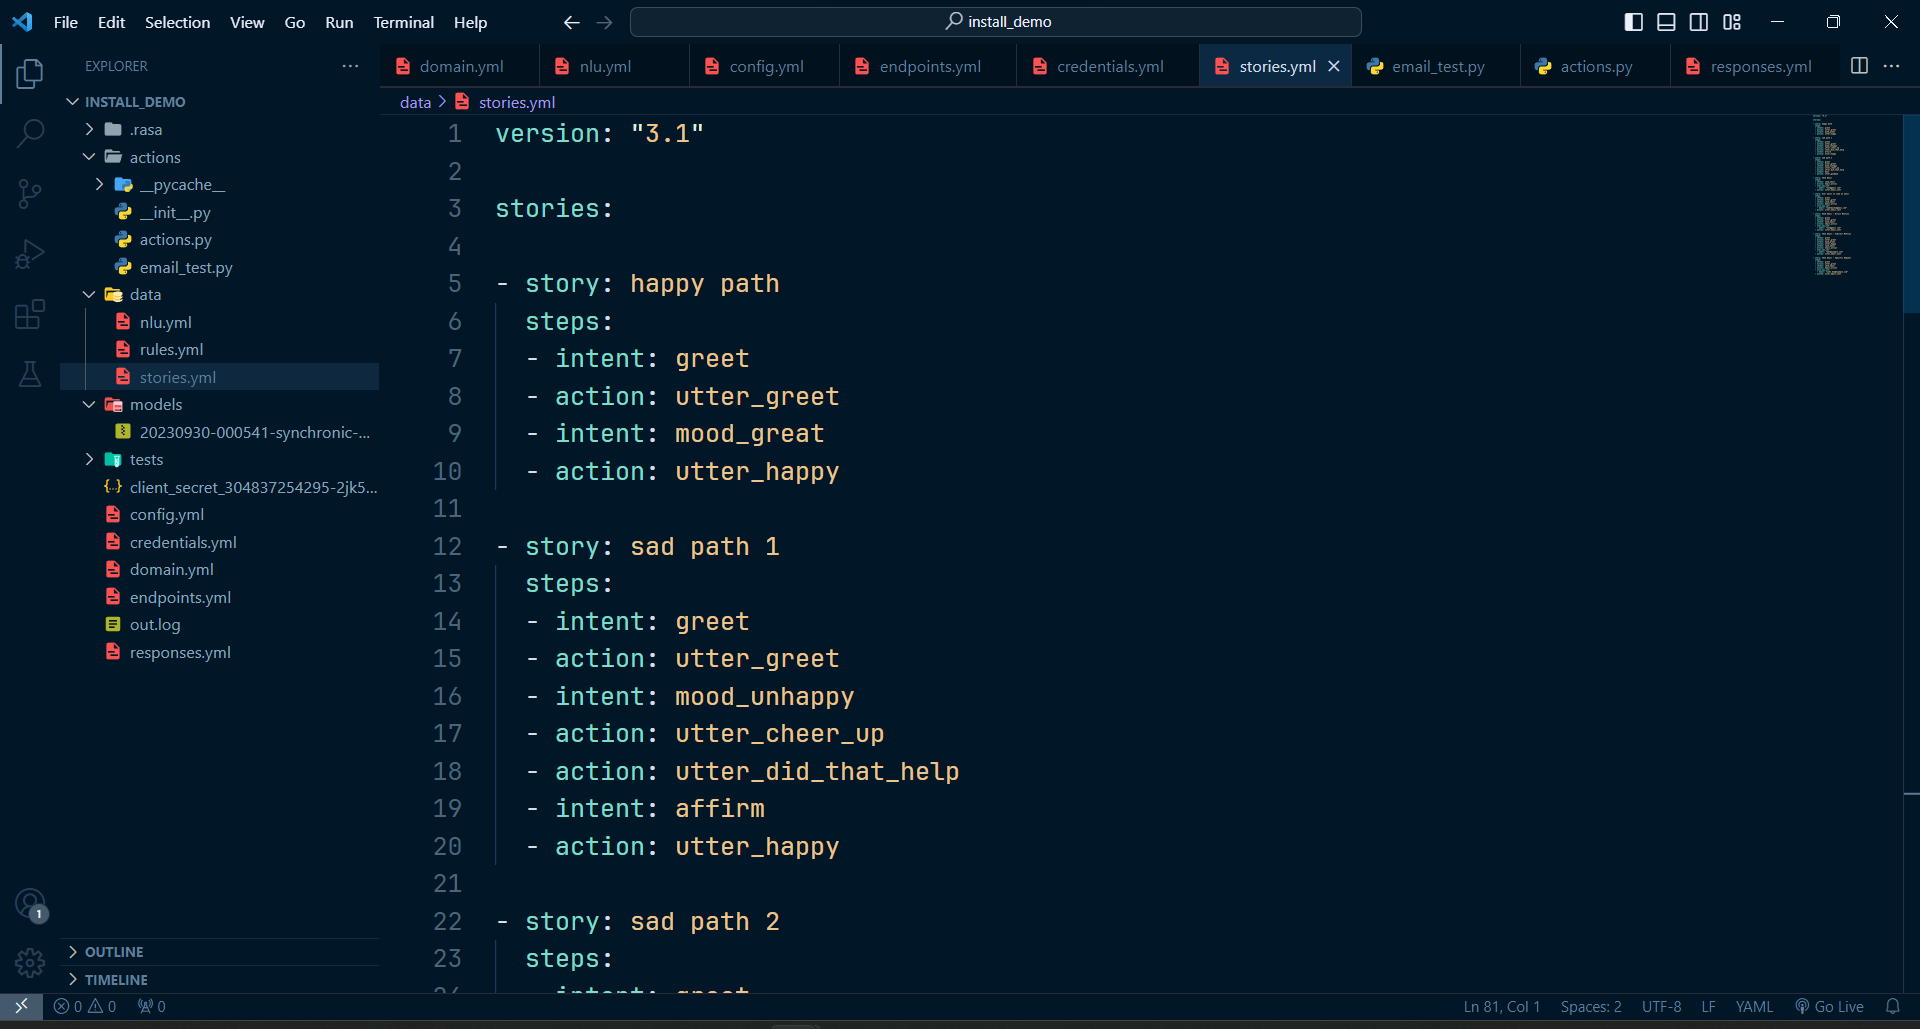 File Edit Selection View Go Run Terminal Help install_demo
EXPLORER
INSTALL_DEMO
.rasa
actions
__pycache__
__init__.py
actions.py
email_test.py
data
nlu.yml
rules.yml
stories.yml
models
20230930-000541-synchronic-...
tests
client_secret_304837254295-2jk5...
config.yml
credentials.yml
domain.yml
endpoints.yml
out.log
responses.yml
OUTLINE
TIMELINE
domain.yml nlu.yml config.yml endpoints.yml credentials.yml stories.yml email_test.py actions.py responses.yml
data > stories.yml
1 version: "3.1"
2
3 stories:
4
5 - story: happy path
6 steps:
7 - intent: greet
8 - action: utter_greet
9 - intent: mood_great
10 - action: utter_happy
11
12 - story: sad path 1
13 steps:
14 - intent: greet
15 - action: utter_greet
16 - intent: mood_unhappy
17 - action: utter_cheer_up
18 - action: utter_did_that_help
19 - intent: affirm
20 - action: utter_happy
21
22 - story: sad path 2
23 steps:
24 - intent: greet
1
0 0 0 Ln 81, Col 1 Spaces: 2 UTF-8 LF YAML Go Live